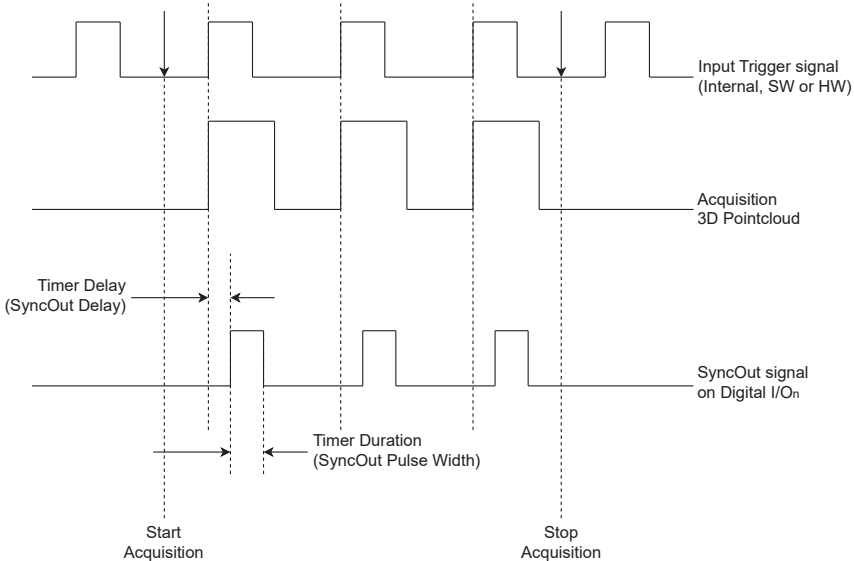 Input Trigger signal
(Internal, SW or HW)
Acquisition
3D Pointcloud
Timer Delay
(SyncOut Delay)
SyncOut signal
on Digital I/On
Timer Duration
(SyncOut Pulse Width)
Start
Acquisition
Stop
Acquisition